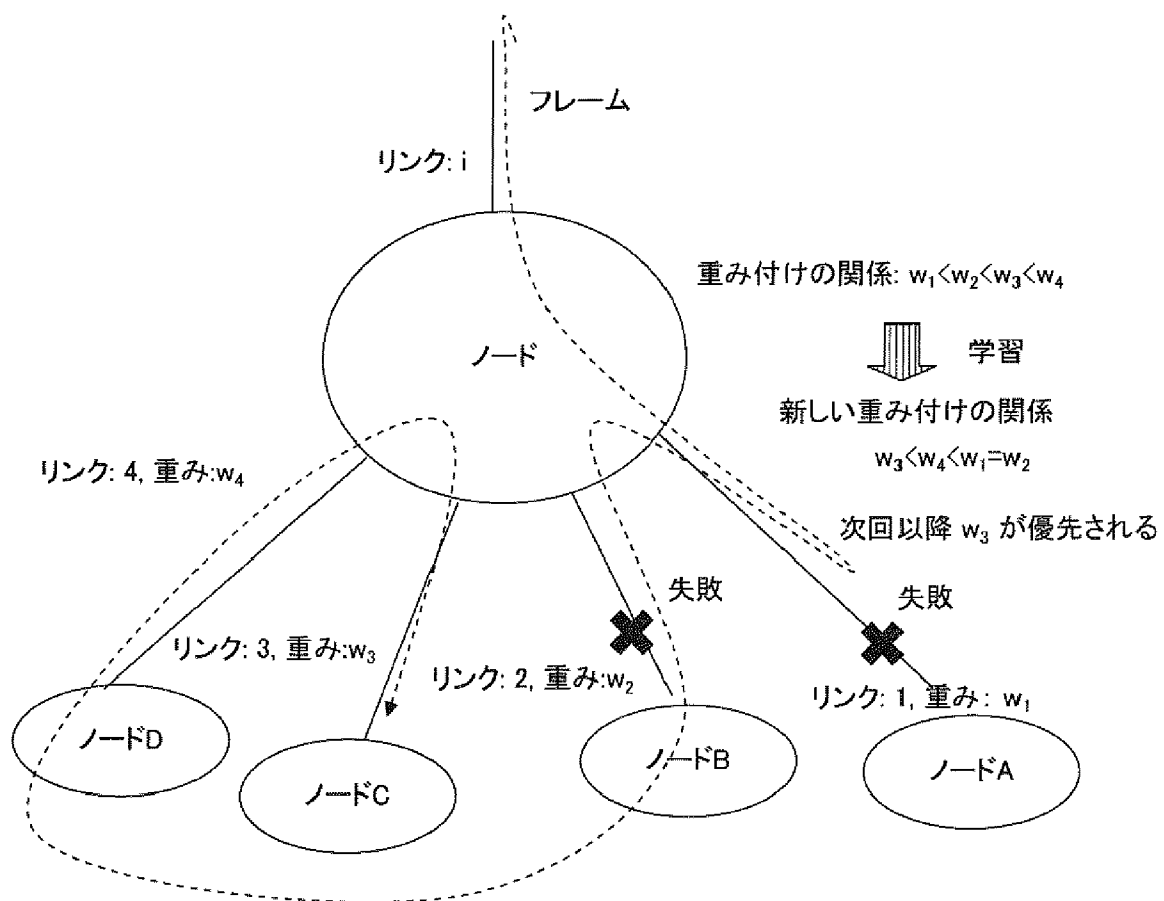 フレーム
リンク: i
重み付けの関係: w₁<w₂<w₃<w₄
ノード
学習
新しい重み付けの関係
w₃<w₄<w₁=w₂
リンク: 4, 重み:w₄
次回以降 w₃ が優先される
失敗
失敗
リンク: 3, 重み:w₃
リンク: 2, 重み:w₂
リンク: 1, 重み: w₁
ノードD
ノードC
ノードB
ノードA